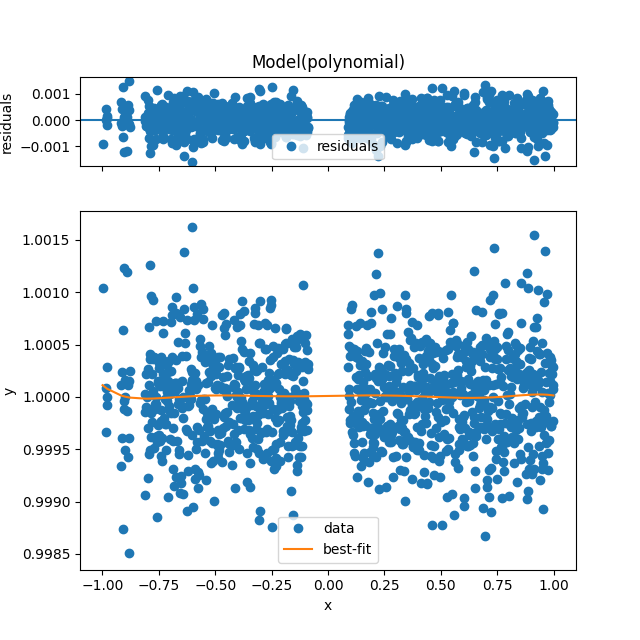 Model(polynomial)
residuals
0.001
0.000
−0.001
residuals
y
1.0015
1.0010
1.0005
1.0000
0.9995
0.9990
0.9985
data
best-fit
−1.00 −0.75 −0.50 −0.25 0.00 0.25 0.50 0.75 1.00
x